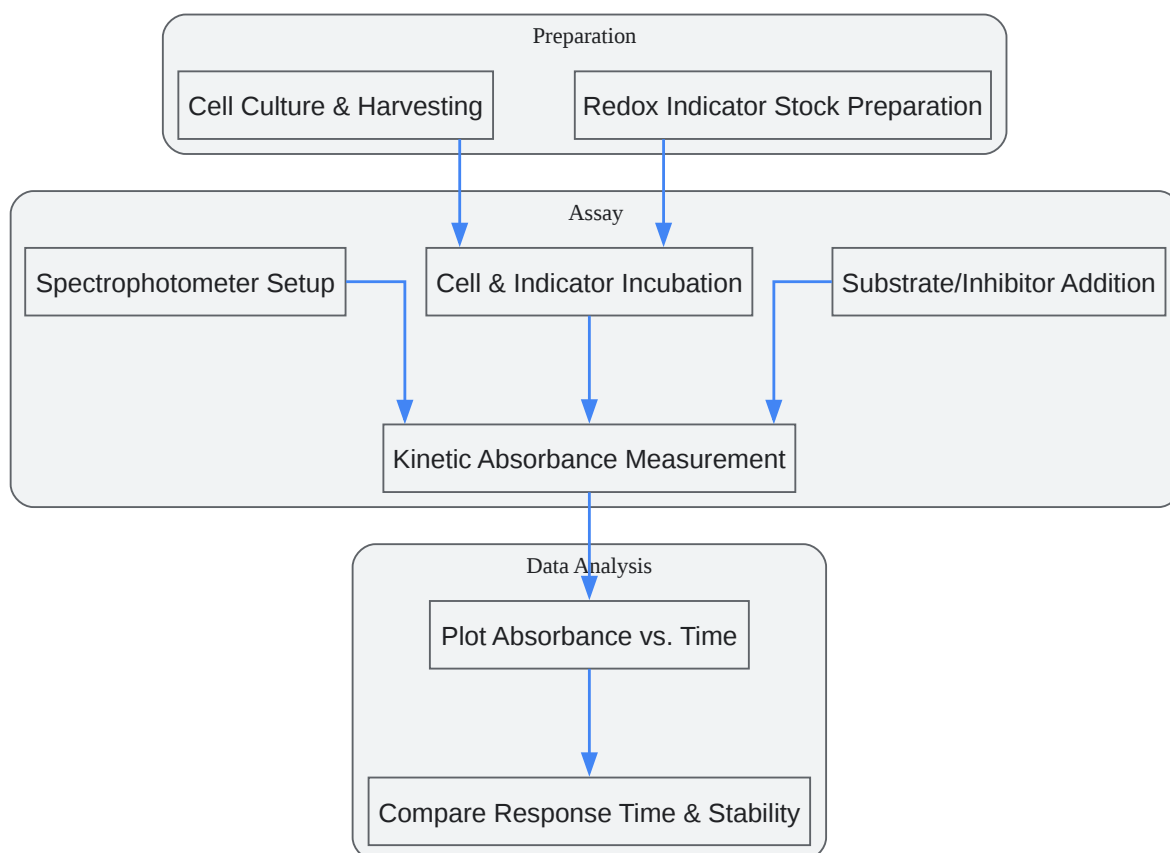 Preparation
Cell Culture & Harvesting
Redox Indicator Stock Preparation
Assay
Spectrophotometer Setup
Cell & Indicator Incubation
Substrate/Inhibitor Addition
Kinetic Absorbance Measurement
Data Analysis
Plot Absorbance vs. Time
Compare Response Time & Stability